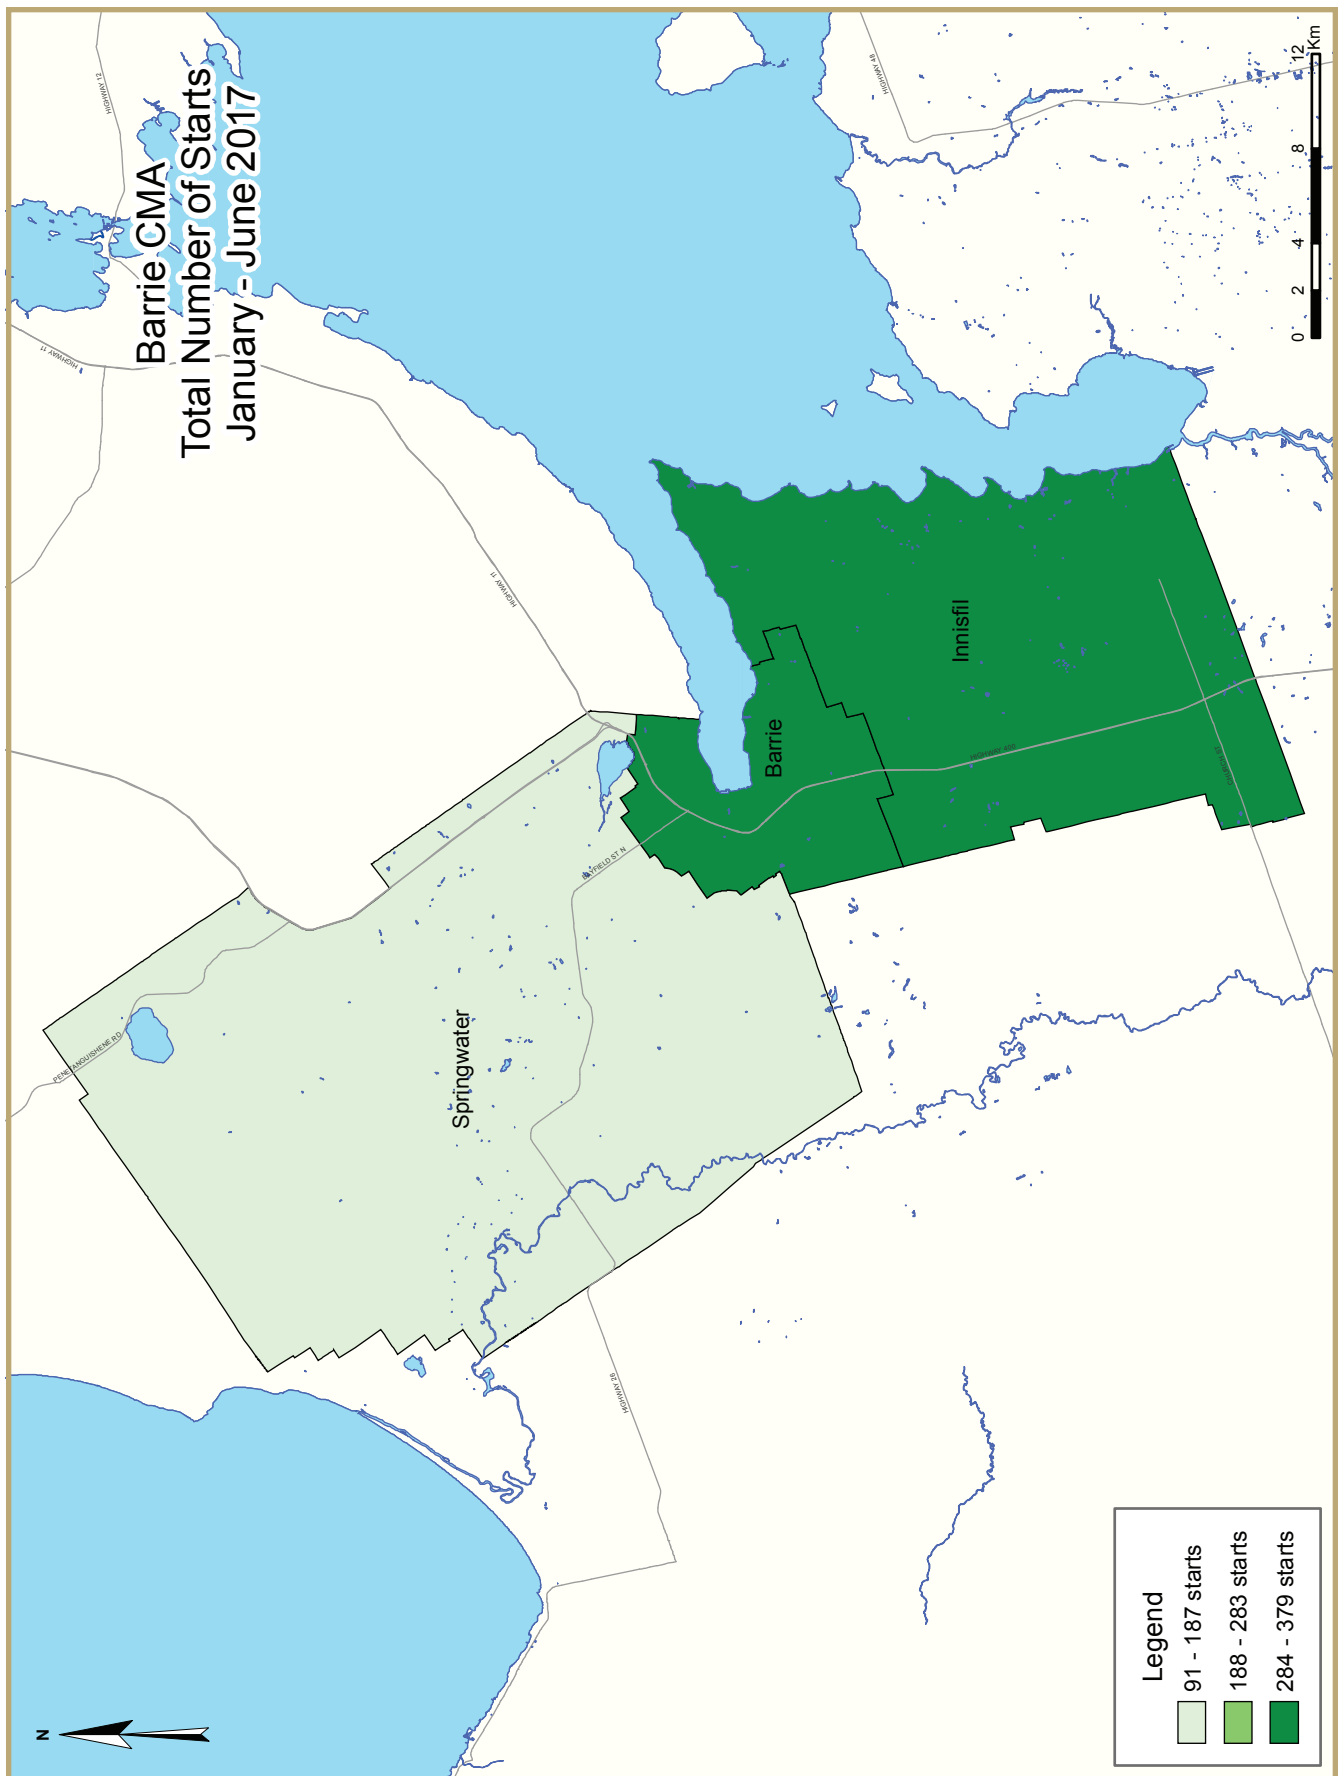 Barrie CMA
Total Number of Starts
January - June 2017
N
HIGHWAY 12
HIGHWAY 11
HIGHWAY 48
HIGHWAY 11
PENETANGUISHENE RD
Springwater
BAYFIELD ST N
Barrie
Innisfil
HIGHWAY 400
HIGHWAY 26
Legend
91 - 187 starts
188 - 283 starts
284 - 379 starts
0 2 4 8 12
Km